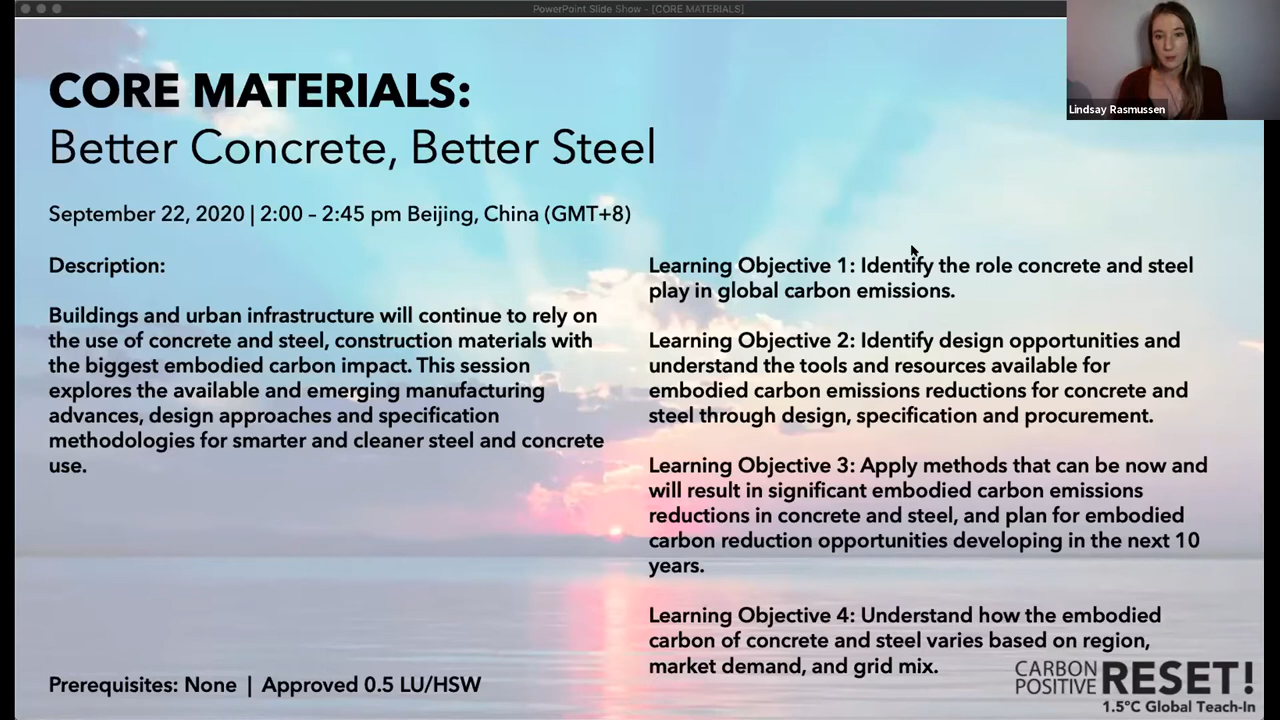 PowerPoint Slide Show - [CORE MATERIALS]
Lindsay Rasmussen
CORE MATERIALS:
Better Concrete, Better Steel
September 22, 2020 | 2:00 – 2:45 pm Beijing, China (GMT+8)
Description:
Buildings and urban infrastructure will continue to rely on
the use of concrete and steel, construction materials with
the biggest embodied carbon impact. This session
explores the available and emerging manufacturing
advances, design approaches and specification
methodologies for smarter and cleaner steel and concrete
use.
Prerequisites: None | Approved 0.5 LU/HSW
Learning Objective 1: Identify the role concrete and steel
play in global carbon emissions.
Learning Objective 2: Identify design opportunities and
understand the tools and resources available for
embodied carbon emissions reductions for concrete and
steel through design, specification and procurement.
Learning Objective 3: Apply methods that can be now and
will result in significant embodied carbon emissions
reductions in concrete and steel, and plan for embodied
carbon reduction opportunities developing in the next 10
years.
Learning Objective 4: Understand how the embodied
carbon of concrete and steel varies based on region,
market demand, and grid mix.
CARBON
POSITIVE RESET!
1.5°C Global Teach-In